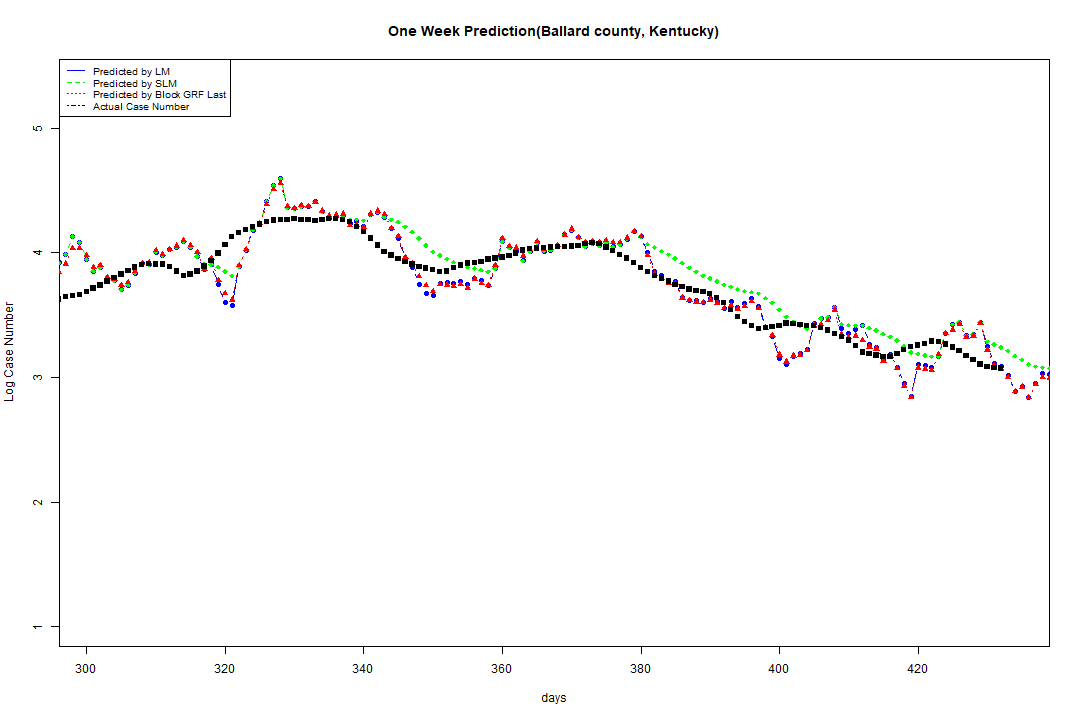 One Week Prediction(Ballard county, Kentucky)
Predicted by LM
Predicted by SLM
Predicted by Block GRF Last
Actual Case Number
5
4
3
2
1
Log Case Number
300 320 340 360 380 400 420
days